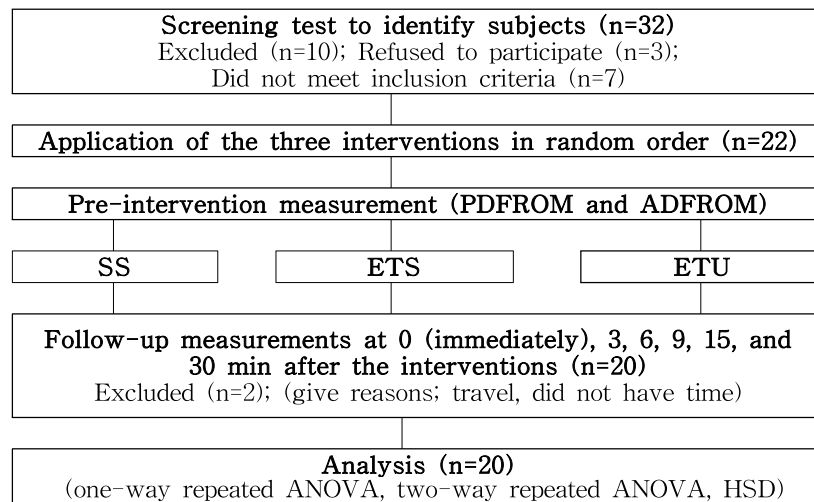 Screening test to identify subjects (n=32)
Excluded (n=10); Refused to participate (n=3);
Did not meet inclusion criteria (n=7)
Application of the three interventions in random order (n=22)
Pre-intervention measurement (PDFROM and ADFROM)
SS
ETS
ETU
Follow-up measurements at 0 (immediately), 3, 6, 9, 15, and
30 min after the interventions (n=20)
Excluded (n=2); (give reasons; travel, did not have time)
Analysis (n=20)
(one-way repeated ANOVA, two-way repeated ANOVA, HSD)